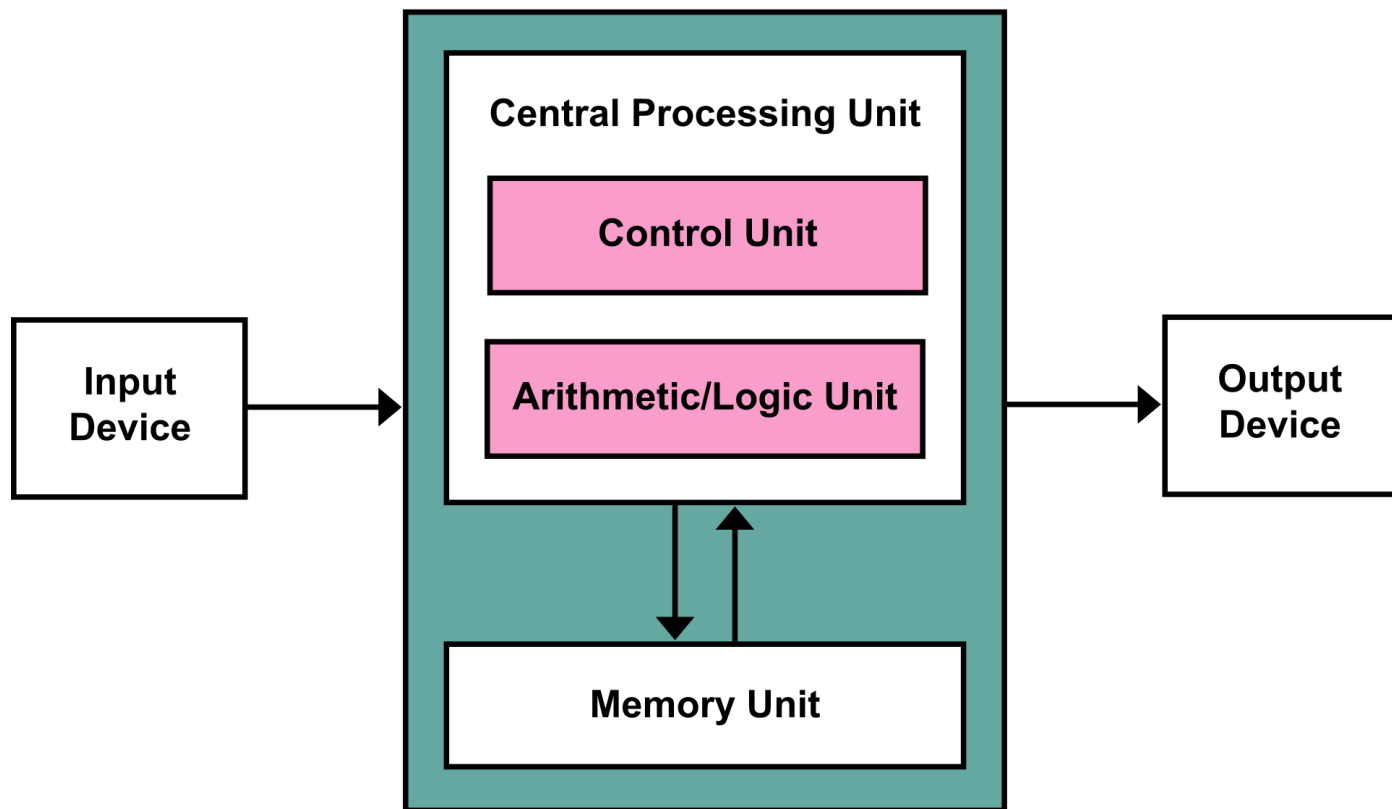 Central Processing Unit
Control Unit
Input
Device
Arithmetic/Logic Unit
Output
Device
Memory Unit